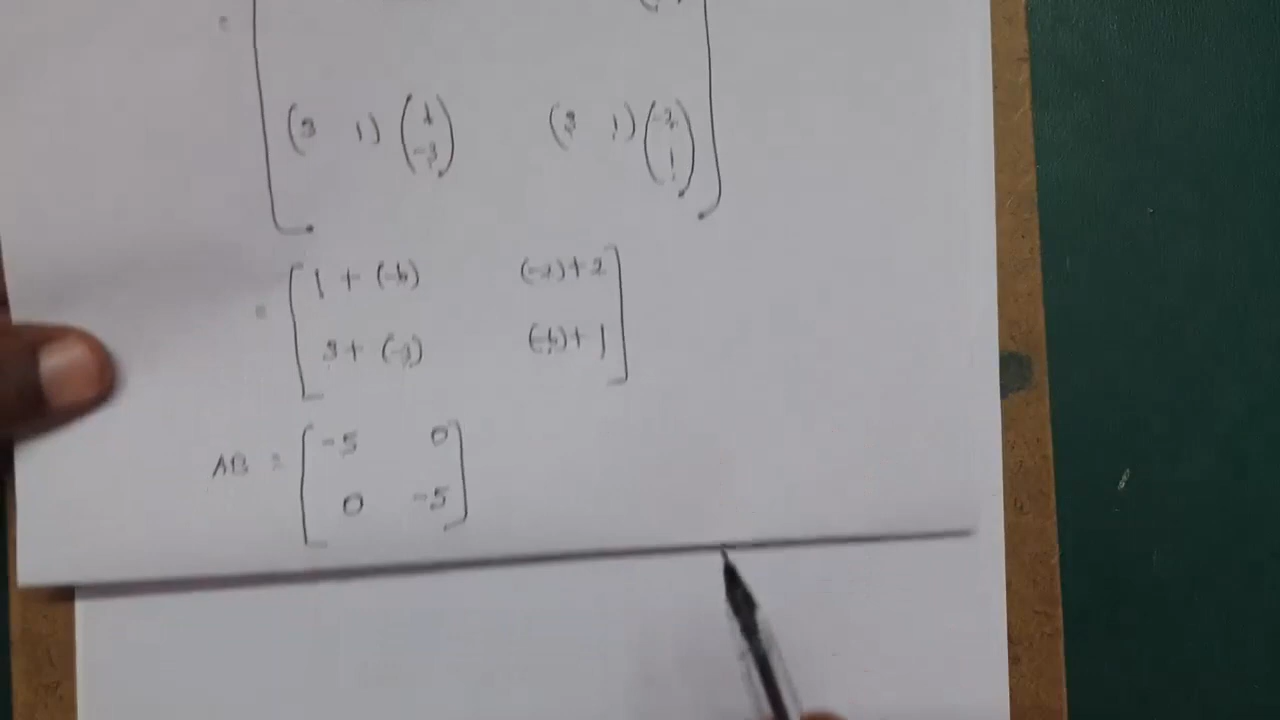 =
(3 1) (1 -3) (3 1) (-2 1)
= [ 1 + (-6) (-2)+2
3 + (-3) (-6)+1 ]
AB = [ -5 0
0 -5 ]